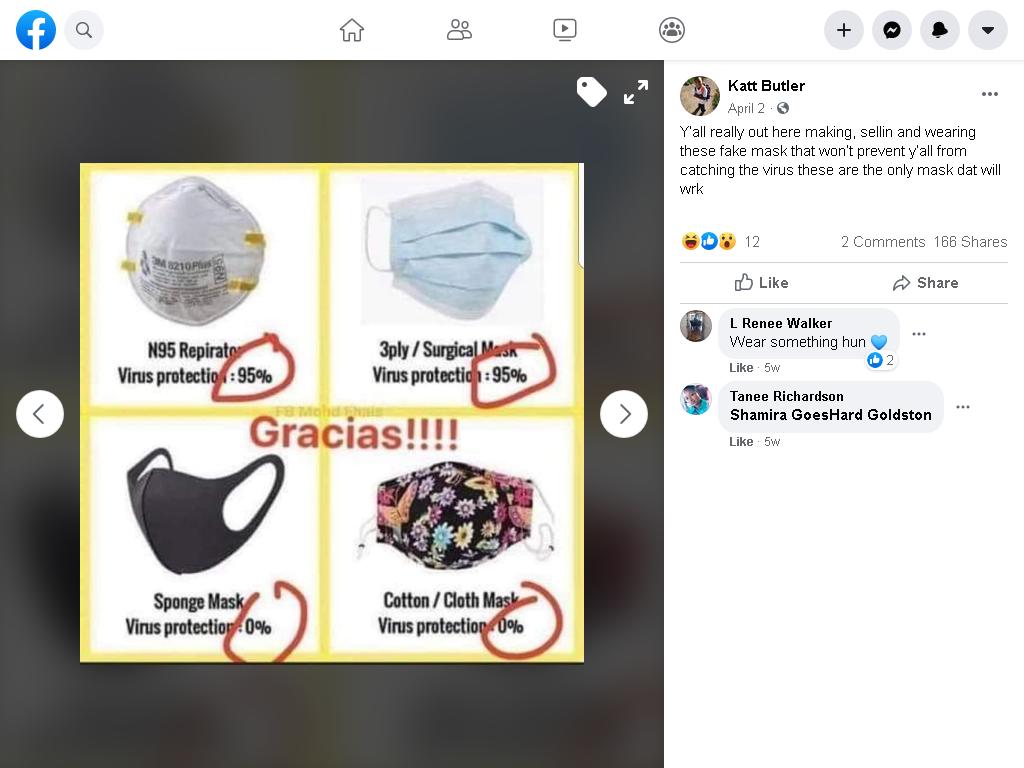 Katt Butler
April 2
Y'all really out here making, sellin and wearing
these fake mask that won't prevent y'all from
catching the virus these are the only mask dat will
wrk
12
2 Comments 166 Shares
Like
Share
L Renee Walker
Wear something hun
2
Like · 5w
Tanee Richardson
Shamira GoesHard Goldston
Like · 5w
3M 8210Plus
N95
N95 Repirator
Virus protection : 95%
3ply / Surgical Mask
Virus protection : 95%
FB Mohd Fhais
Gracias!!!!
Sponge Mask
Virus protection : 0%
Cotton / Cloth Mask
Virus protection : 0%